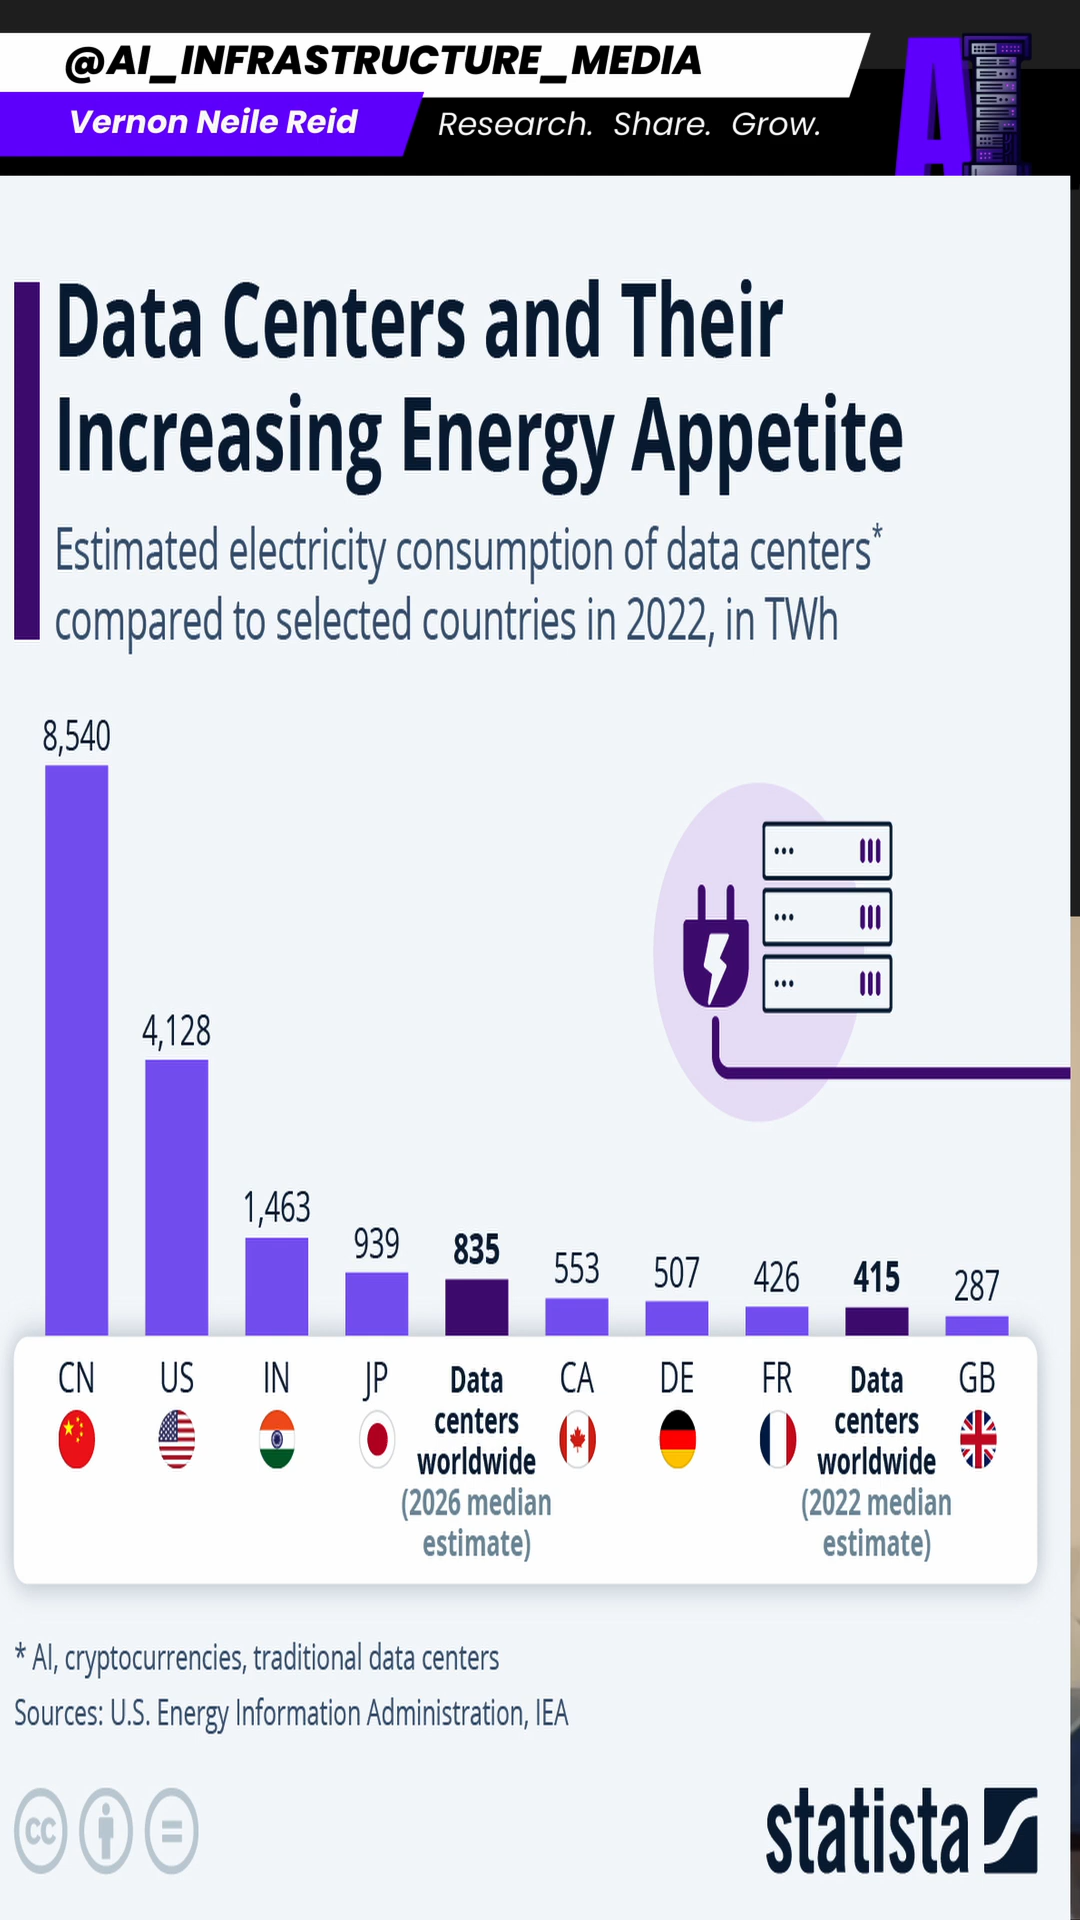 @AI_INFRASTRUCTURE_MEDIA
Vernon Neile Reid
Research. Share. Grow.
AI
Data Centers and Their
Increasing Energy Appetite
Estimated electricity consumption of data centers*
compared to selected countries in 2022, in TWh
8,540
4,128
1,463
939
835
553
507
426
415
287
CN
US
IN
JP
Data
centers
worldwide
(2026 median
estimate)
CA
DE
FR
Data
centers
worldwide
(2022 median
estimate)
GB
* AI, cryptocurrencies, traditional data centers
Sources: U.S. Energy Information Administration, IEA
cc
statista